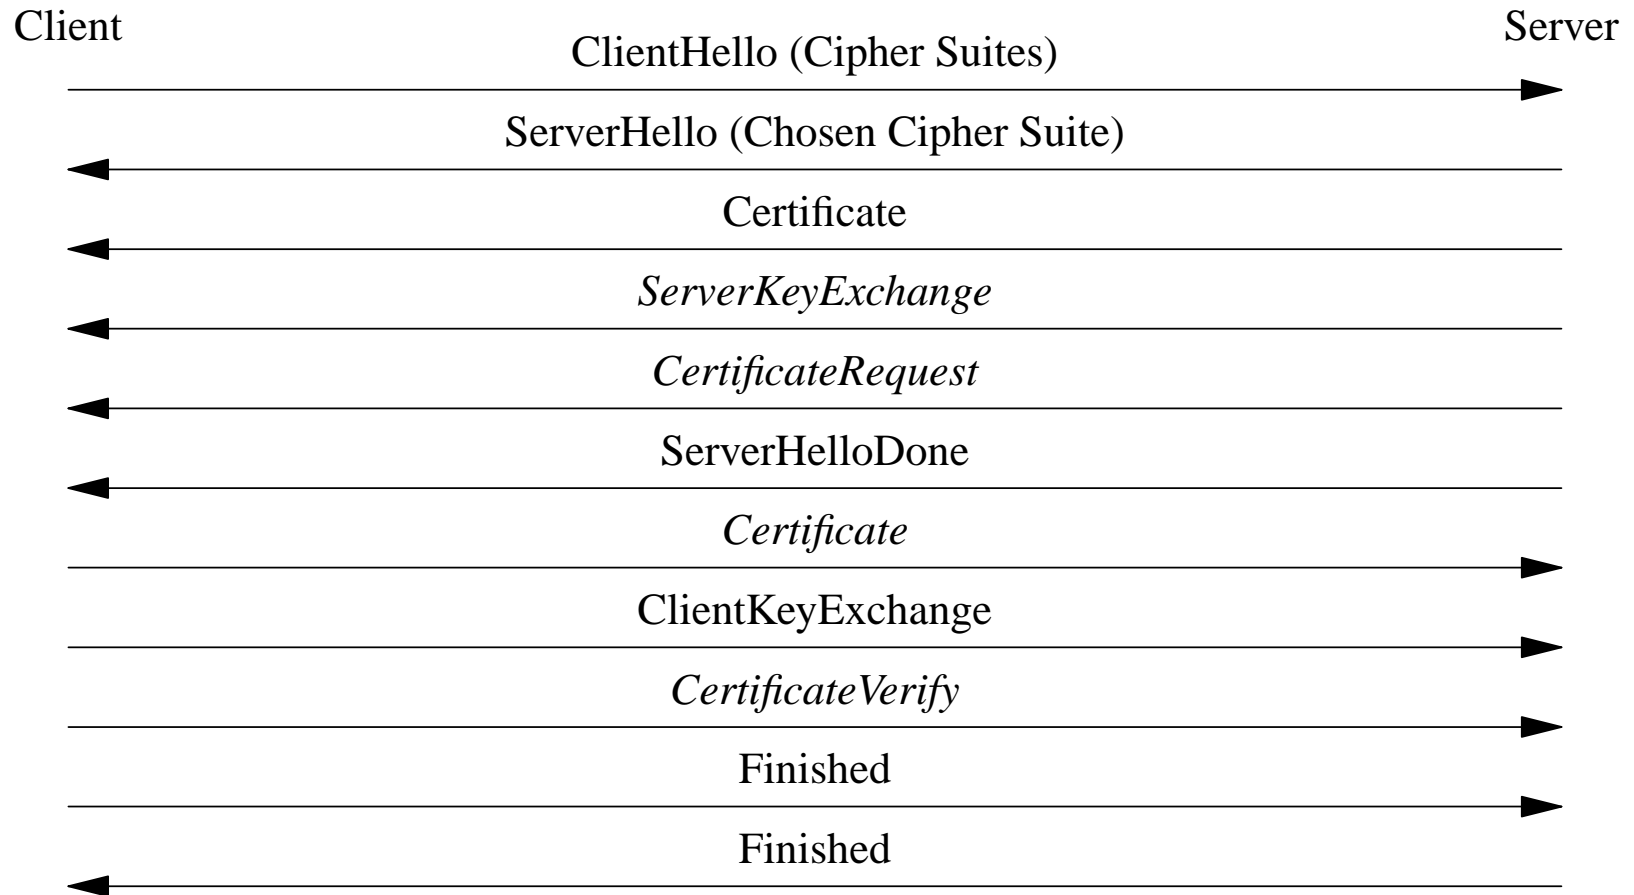 Client
Server
ClientHello (Cipher Suites)
ServerHello (Chosen Cipher Suite)
Certificate
ServerKeyExchange
CertificateRequest
ServerHelloDone
Certificate
ClientKeyExchange
CertificateVerify
Finished
Finished